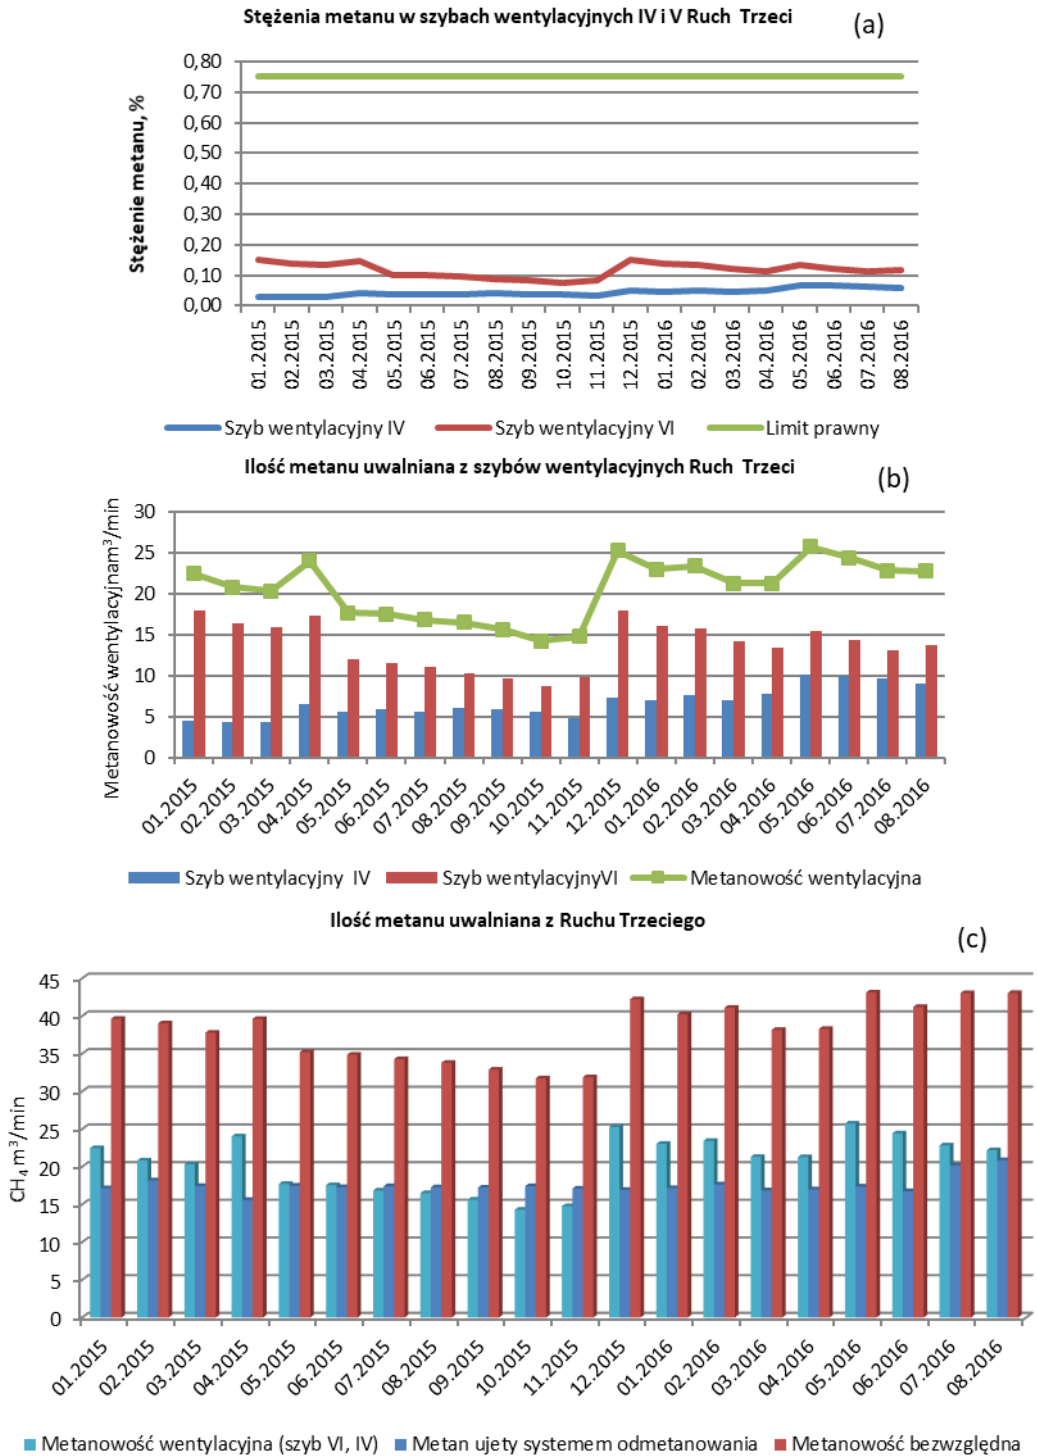 Stężenia metanu w szybach wentylacyjnych IV i V Ruch Trzeci
(a)
Stężenie metanu, %
0,80
0,70
0,60
0,50
0,40
0,30
0,20
0,10
0,00
01.2015 02.2015 03.2015 04.2015 05.2015 06.2015 07.2015 08.2015 09.2015 10.2015 11.2015 12.2015 01.2016 02.2016 03.2016 04.2016 05.2016 06.2016 07.2016 08.2016
Szyb wentylacyjny IV Szyb wentylacyjny VI Limit prawny
Ilość metanu uwalniana z szybów wentylacyjnych Ruch Trzeci
(b)
Metanowość wentylacyjnam³/min
30
25
20
15
10
5
0
01.2015 02.2015 03.2015 04.2015 05.2015 06.2015 07.2015 08.2015 09.2015 10.2015 11.2015 12.2015 01.2016 02.2016 03.2016 04.2016 05.2016 06.2016 07.2016 08.2016
Szyb wentylacyjny IV Szyb wentylacyjnyVI Metanowość wentylacyjna
Ilość metanu uwalniana z Ruchu Trzeciego
(c)
CH₄ m³/min
45
40
35
30
25
20
15
10
5
0
01.2015 02.2015 03.2015 04.2015 05.2015 06.2015 07.2015 08.2015 09.2015 10.2015 11.2015 12.2015 01.2016 02.2016 03.2016 04.2016 05.2016 06.2016 07.2016 08.2016
Metanowość wentylacyjna (szyb VI, IV) Metan ujety systemem odmetanowania Metanowość bezwzględna